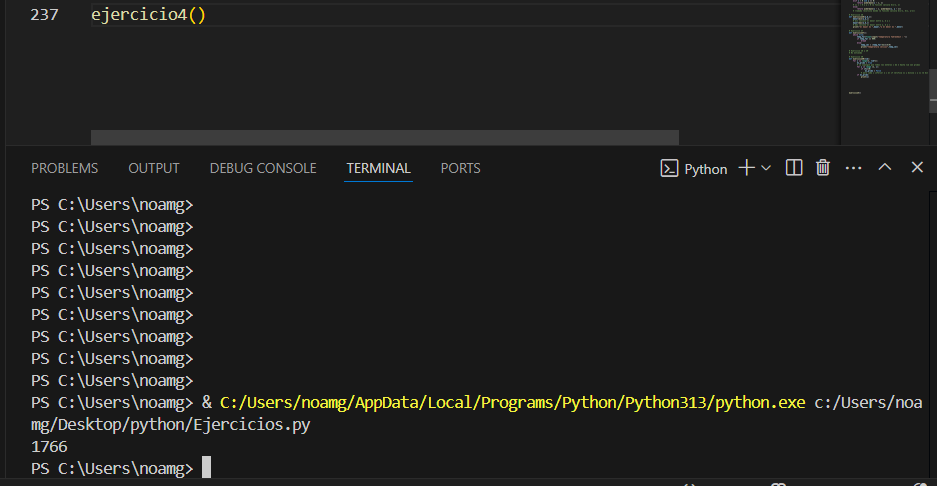 237 ejercicio4()
PROBLEMS OUTPUT DEBUG CONSOLE TERMINAL PORTS Python
PS C:\Users\noamg>
PS C:\Users\noamg>
PS C:\Users\noamg>
PS C:\Users\noamg>
PS C:\Users\noamg>
PS C:\Users\noamg>
PS C:\Users\noamg>
PS C:\Users\noamg>
PS C:\Users\noamg>
PS C:\Users\noamg> & C:/Users/noamg/AppData/Local/Programs/Python/Python313/python.exe c:/Users/noa
mg/Desktop/python/Ejercicios.py
1766
PS C:\Users\noamg>